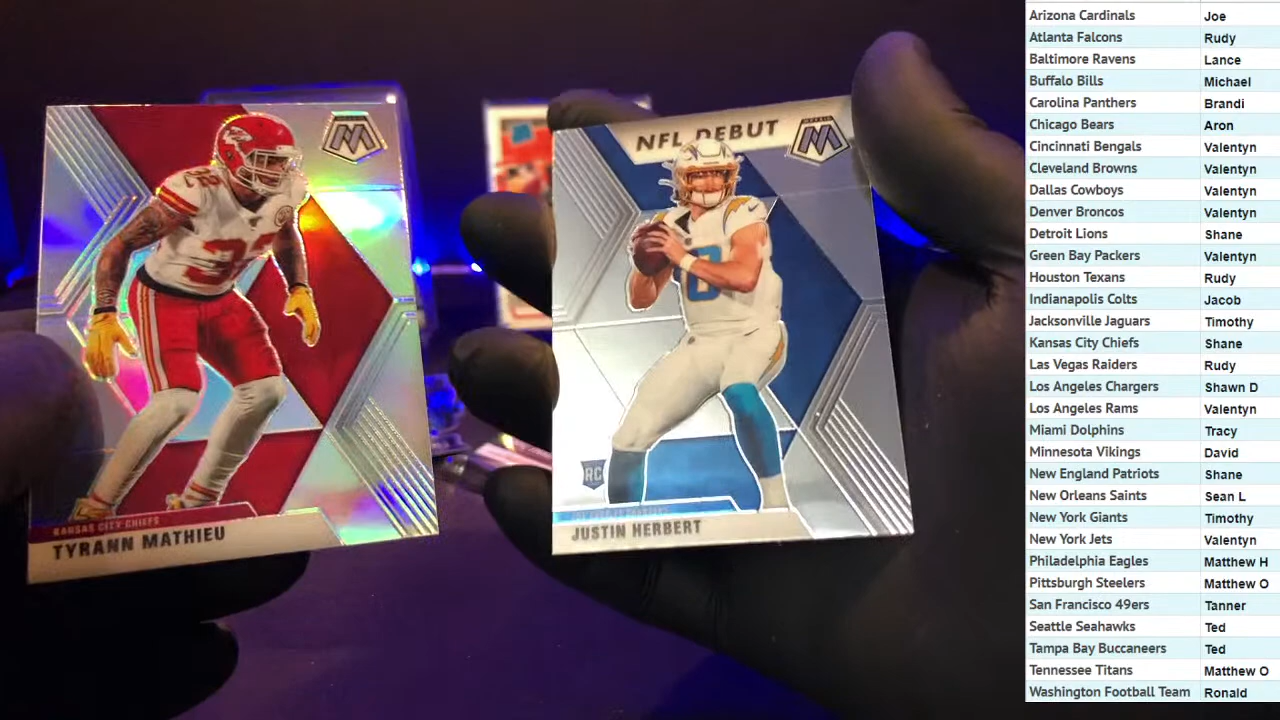 KANSAS CITY CHIEFS
TYRANN MATHIEU
NFL DEBUT
RC
JUSTIN HERBERT
Arizona Cardinals Joe
Atlanta Falcons Rudy
Baltimore Ravens Lance
Buffalo Bills Michael
Carolina Panthers Brandi
Chicago Bears Aron
Cincinnati Bengals Valentyn
Cleveland Browns Valentyn
Dallas Cowboys Valentyn
Denver Broncos Valentyn
Detroit Lions Shane
Green Bay Packers Valentyn
Houston Texans Rudy
Indianapolis Colts Jacob
Jacksonville Jaguars Timothy
Kansas City Chiefs Shane
Las Vegas Raiders Rudy
Los Angeles Chargers Shawn D
Los Angeles Rams Valentyn
Miami Dolphins Tracy
Minnesota Vikings David
New England Patriots Shane
New Orleans Saints Sean L
New York Giants Timothy
New York Jets Valentyn
Philadelphia Eagles Matthew H
Pittsburgh Steelers Matthew O
San Francisco 49ers Tanner
Seattle Seahawks Ted
Tampa Bay Buccaneers Ted
Tennessee Titans Matthew O
Washington Football Team Ronald